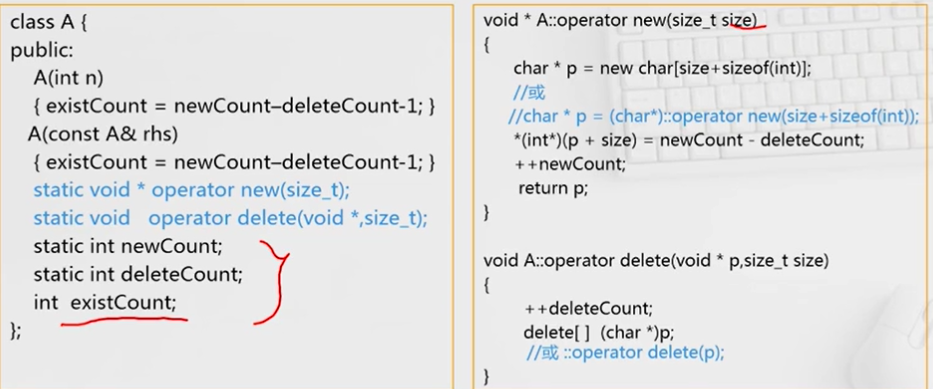 class A {
public:
A(int n)
{ existCount = newCount–deleteCount-1; }
A(const A& rhs)
{ existCount = newCount–deleteCount-1; }
static void * operator new(size_t);
static void operator delete(void *,size_t);
static int newCount;
static int deleteCount;
int existCount;
};
void * A::operator new(size_t size)
{
char * p = new char[size+sizeof(int)];
//或
//char * p = (char*)::operator new(size+sizeof(int));
*(int*)(p + size) = newCount - deleteCount;
++newCount;
return p;
}
void A::operator delete(void * p,size_t size)
{
++deleteCount;
delete[ ] (char *)p;
//或 ::operator delete(p);
}